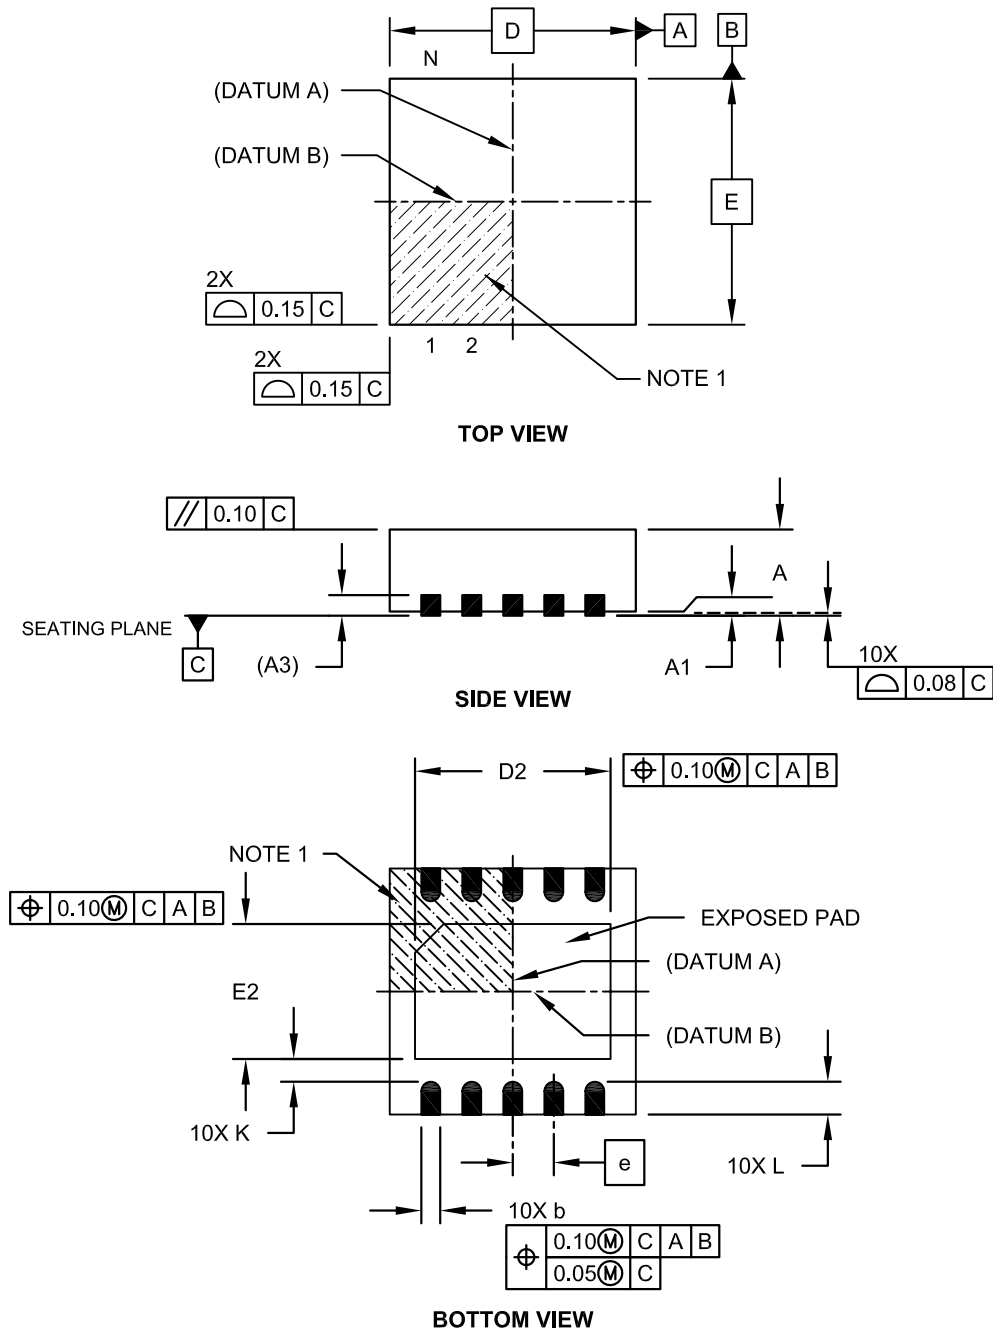 D
A
B
N
(DATUM A)
(DATUM B)
E
2X
0.15 C
1 2
2X
0.15 C
NOTE 1
TOP VIEW
// 0.10 C
A
SEATING PLANE
C
(A3)
A1
10X
0.08 C
SIDE VIEW
D2
0.10 Ⓜ C A B
NOTE 1
0.10 Ⓜ C A B
EXPOSED PAD
(DATUM A)
E2
(DATUM B)
10X K
e
10X L
10X b
0.10 Ⓜ C A B
0.05 Ⓜ C
BOTTOM VIEW